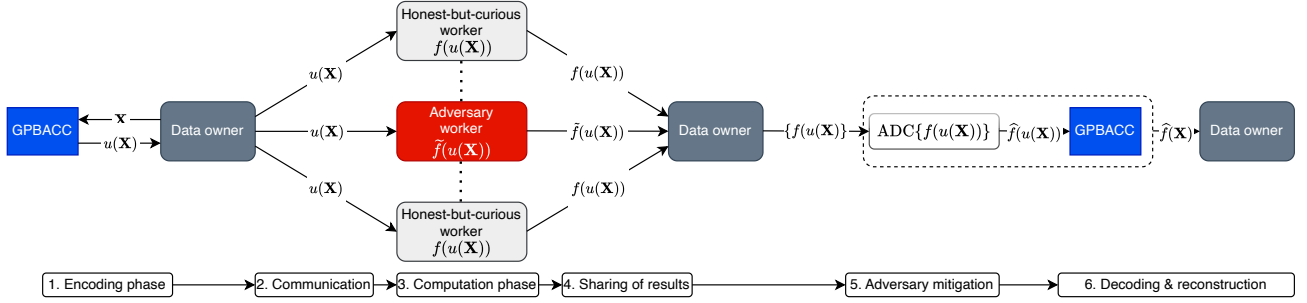 GPBACC
X
u(X)
Data owner
u(X)
u(X)
u(X)
Honest-but-curious
worker
f(u(X))
Adversary
worker
f̃(u(X))
Honest-but-curious
worker
f(u(X))
f(u(X))
f̃(u(X))
f(u(X))
Data owner
{f(u(X)}
ADC{f(u(X))}
f̂(u(X))
GPBACC
f̂(X)
Data owner
1. Encoding phase
2. Communication
3. Computation phase
4. Sharing of results
5. Adversary mitigation
6. Decoding & reconstruction